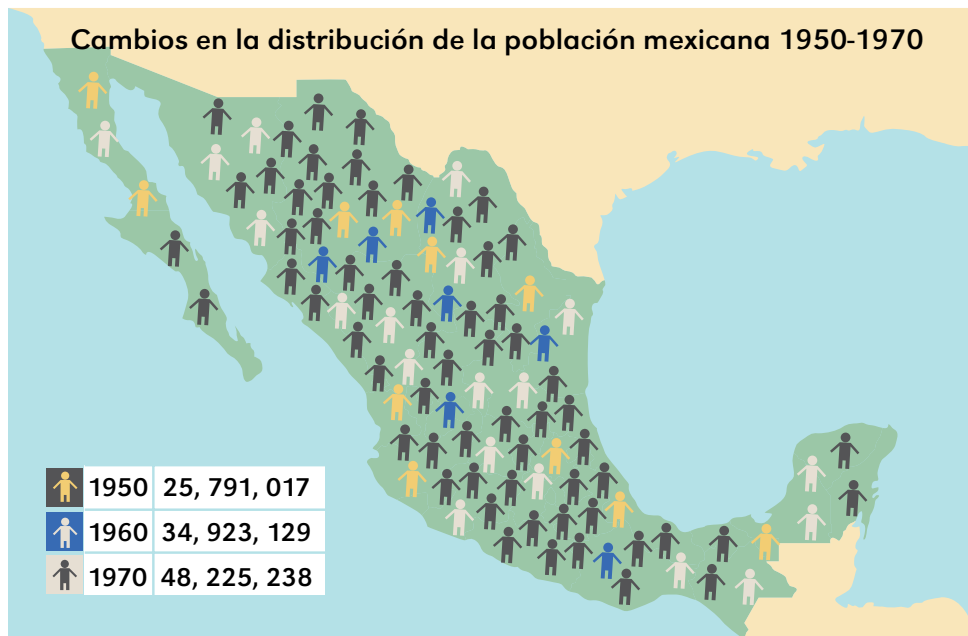 Cambios en la distribución de la población mexicana 1950-1970
1950 25, 791, 017
1960 34, 923, 129
1970 48, 225, 238